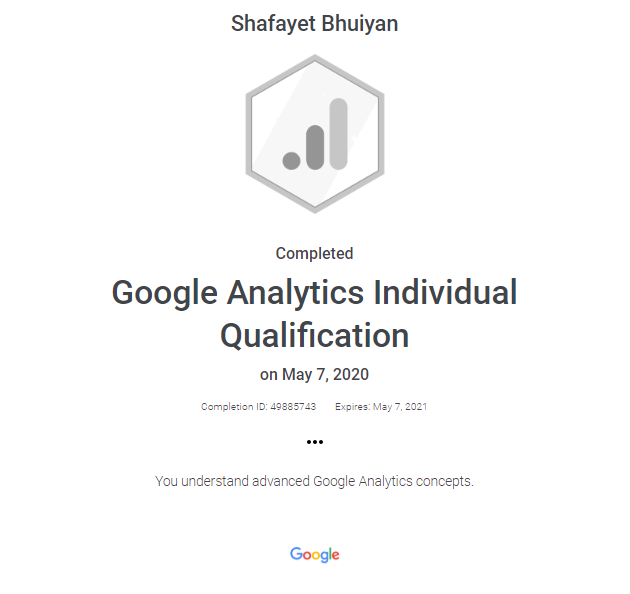 Shafayet Bhuiyan
Completed
Google Analytics Individual
Qualification
on May 7, 2020
Completion ID: 49885743 Expires: May 7, 2021
•••
You understand advanced Google Analytics concepts.
Google